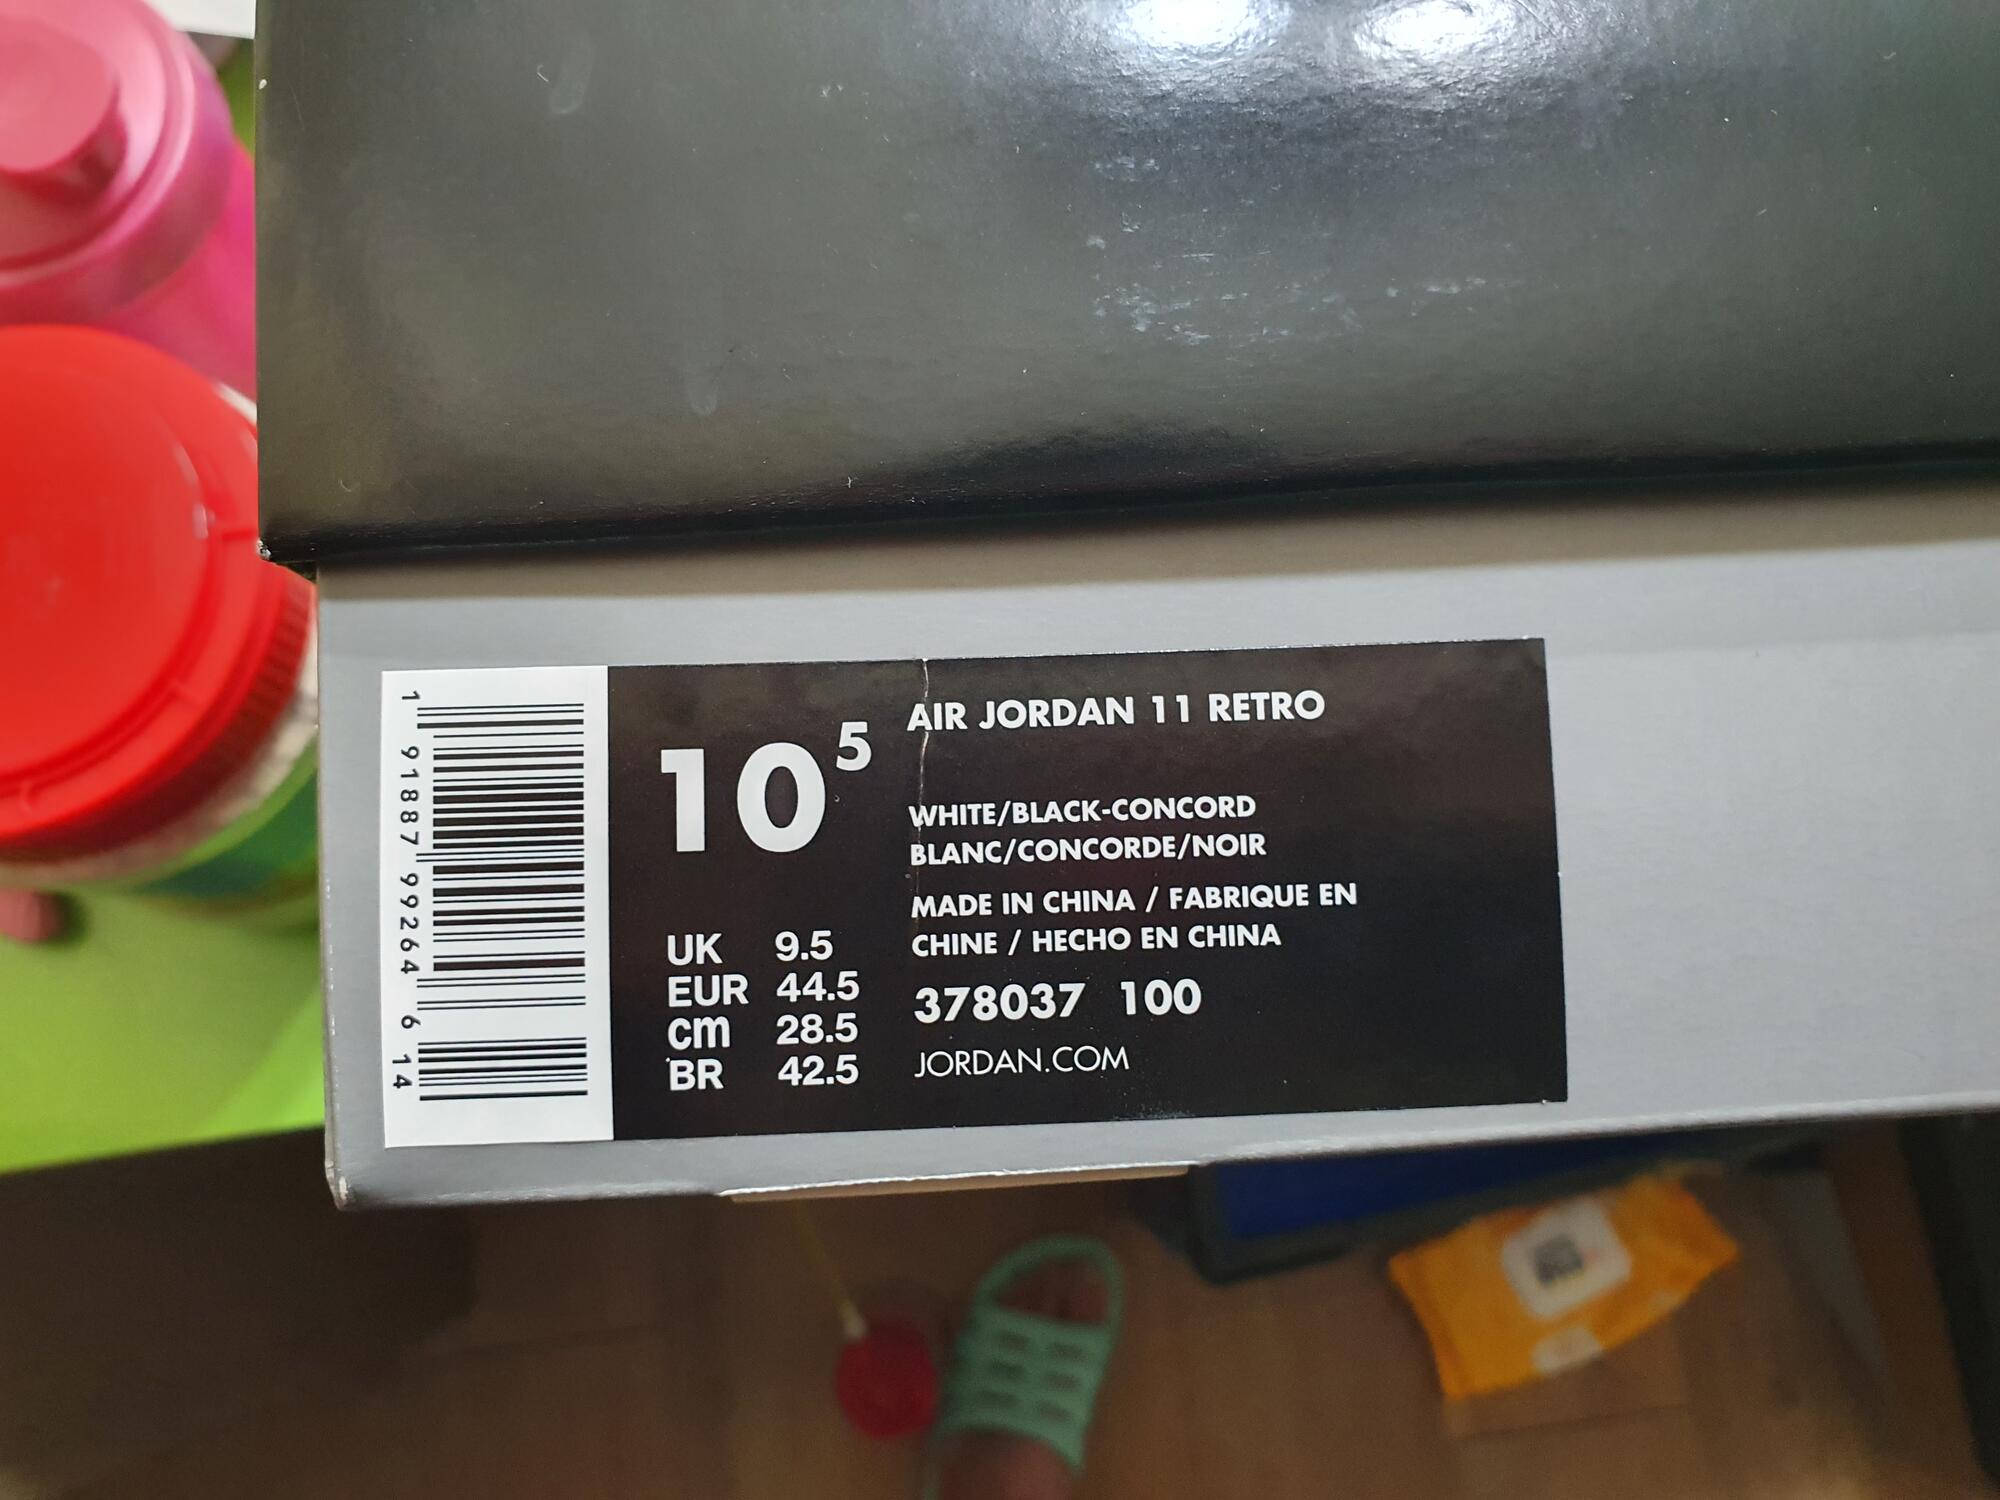 1 91887 99264 6 14
10 5
UK 9.5
EUR 44.5
cm 28.5
BR 42.5
AIR JORDAN 11 RETRO
WHITE/BLACK-CONCORD
BLANC/CONCORDE/NOIR
MADE IN CHINA / FABRIQUE EN
CHINE / HECHO EN CHINA
378037 100
JORDAN.COM